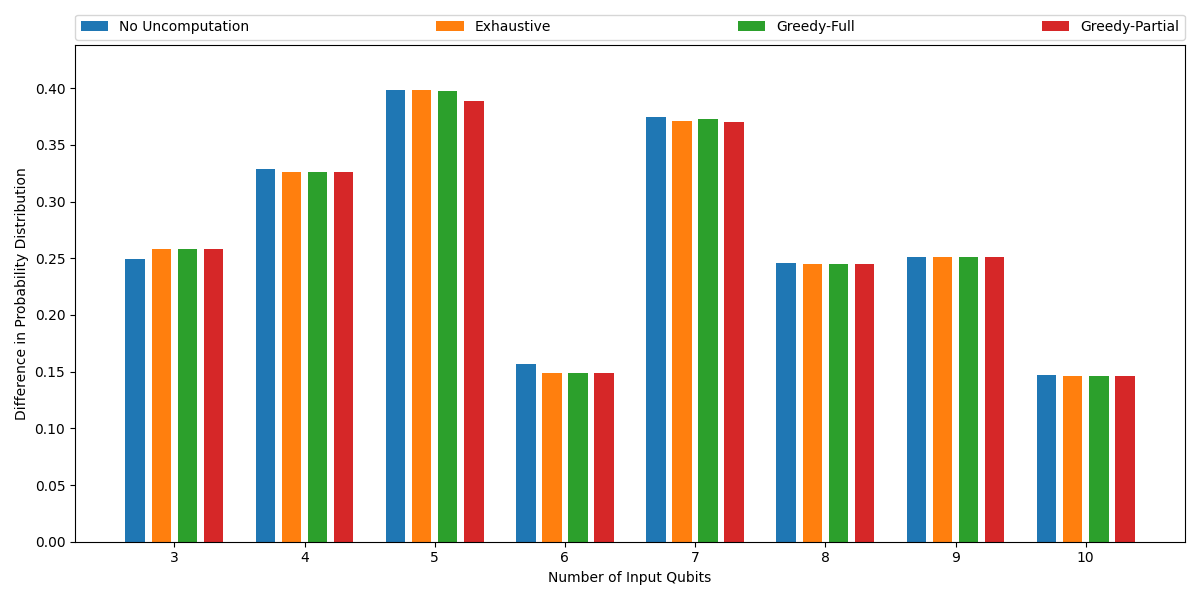 No Uncomputation Exhaustive Greedy-Full Greedy-Partial
0.40
0.35
0.30
0.25
0.20
0.15
0.10
0.05
0.00
Difference in Probability Distribution
3 4 5 6 7 8 9 10
Number of Input Qubits